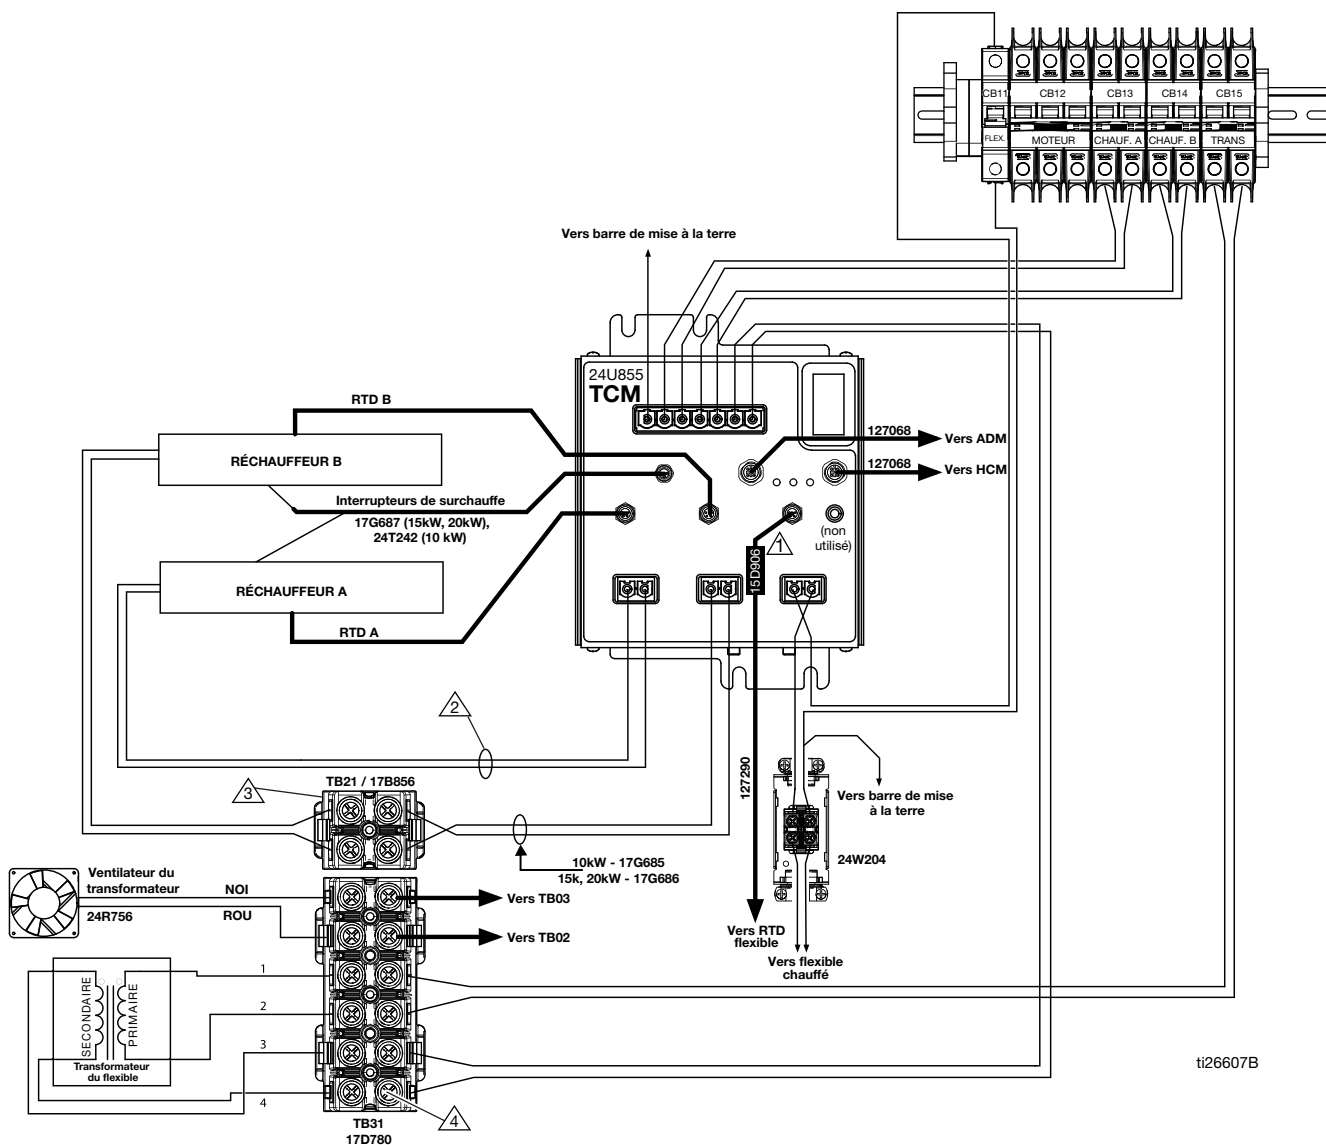 CB11
CB12
CB13
CB14
CB15
FLEX.
MOTEUR
CHAUF. A
CHAUF. B
TRANS
Vers barre de mise à la terre
24U855
TCM
RTD B
127068
Vers ADM
RÉCHAUFFEUR B
127068
Vers HCM
Interrupteurs de surchauffe
17G687 (15kW, 20kW),
24T242 (10 kW)
(non
utilisé)
1
15D906
RÉCHAUFFEUR A
RTD A
2
127290
3
TB21 / 17B856
Vers barre de mise
à la terre
24W204
10kW - 17G685
15k, 20kW - 17G686
Ventilateur du
transformateur
24R756
NOI
ROU
Vers TB03
Vers TB02
Vers RTD
flexible
Vers flexible
chauffé
SECONDAIRE
PRIMAIRE
Transformateur
du flexible
1
2
3
4
4
TB31
17D780
ti26607B